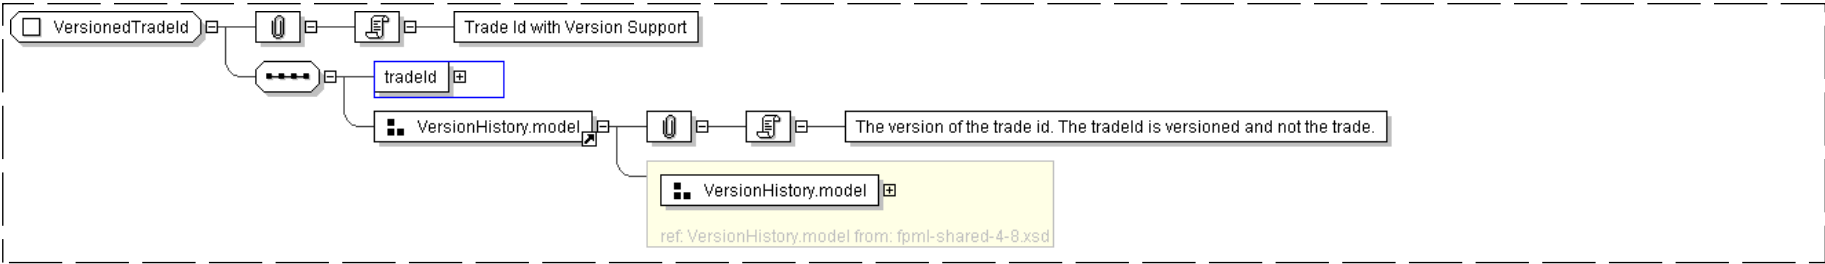 VersionedTradeId
Trade Id with Version Support
tradeId
VersionHistory.model
The version of the trade id. The tradeId is versioned and not the trade.
VersionHistory.model
ref: VersionHistory.model from: fpml-shared-4-8.xsd